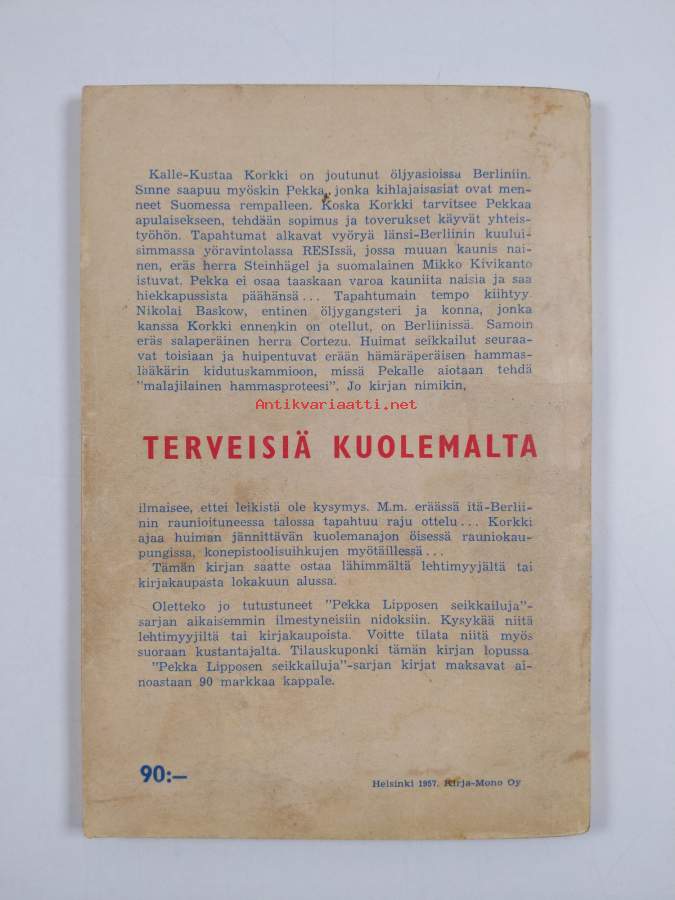 Kalle-Kustaa Korkki on joutunut öljyasioissa Berliniin.
Sinne saapuu myöskin Pekka, jonka kihlajaisasiat ovat men-
neet Suomessa rempalleen. Koska Korkki tarvitsee Pekkaa
apulaisekseen, tehdään sopimus ja toverukset käyvät yhteis-
työhön. Tapahtumat alkavat vyöryä länsi-Berliinin kuului-
simmassa yöravintolassa RESIssä, jossa muuan kaunis nai-
nen, eräs herra Steinhägel ja suomalainen Mikko Kivikanto
istuvat. Pekka ei osaa taaskaan varoa kauniita naisia ja saa
hiekkapussista päähänsä... Tapahtumain tempo kiihtyy.
Nikolai Baskow, entinen öljygangsteri ja konna, jonka
kanssa Korkki ennenkin on otellut, on Berliinissä. Samoin
eräs salaperäinen herra Cortezu. Huimat seikkailut seuraa-
vat toisiaan ja huipentuvat erään hämäräperäisen hammas-
lääkärin kidutuskammioon, missä Pekalle aiotaan tehdä
"malajilainen hammasproteesi". Jo kirjan nimikin,
Antikvariaatti.net
TERVEISIÄ KUOLEMALTA
ilmaisee, ettei leikistä ole kysymys. M.m. eräässä itä-Berlii-
nin raunioituneessa talossa tapahtuu raju ottelu... Korkki
ajaa huiman jännittävän kuolemanajon öisessä rauniokau-
pungissa, konepistoolisuihkujen myötäillessä...
Tämän kirjan saatte ostaa lähimmältä lehtimyyjältä tai
kirjakaupasta lokakuun alussa.
Oletteko jo tutustuneet "Pekka Lipposen seikkailuja"-
sarjan aikaisemmin ilmestyneisiin nidoksiin. Kysykää niitä
lehtimyyjiltä tai kirjakaupoista. Voitte tilata niitä myös
suoraan kustantajalta. Tilauskuponki tämän kirjan lopussa
"Pekka Lipposen seikkailuja"-sarjan kirjat maksavat ai-
noastaan 90 markkaa kappale.
90:—
Helsinki 1957. Kirja-Mono Oy